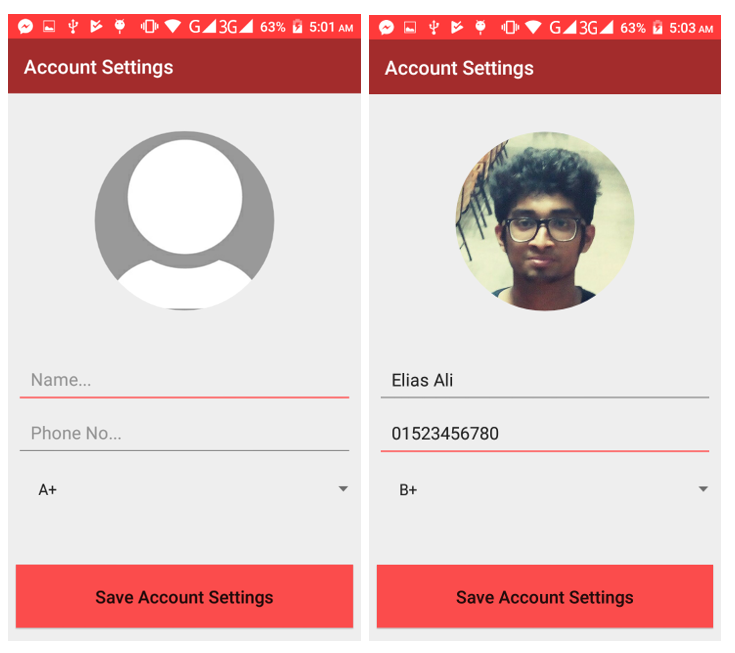 G 3G 63% 5:01 AM
Account Settings
Name...
Phone No...
A+
Save Account Settings
G 3G 63% 5:03 AM
Account Settings
Elias Ali
01523456780
B+
Save Account Settings